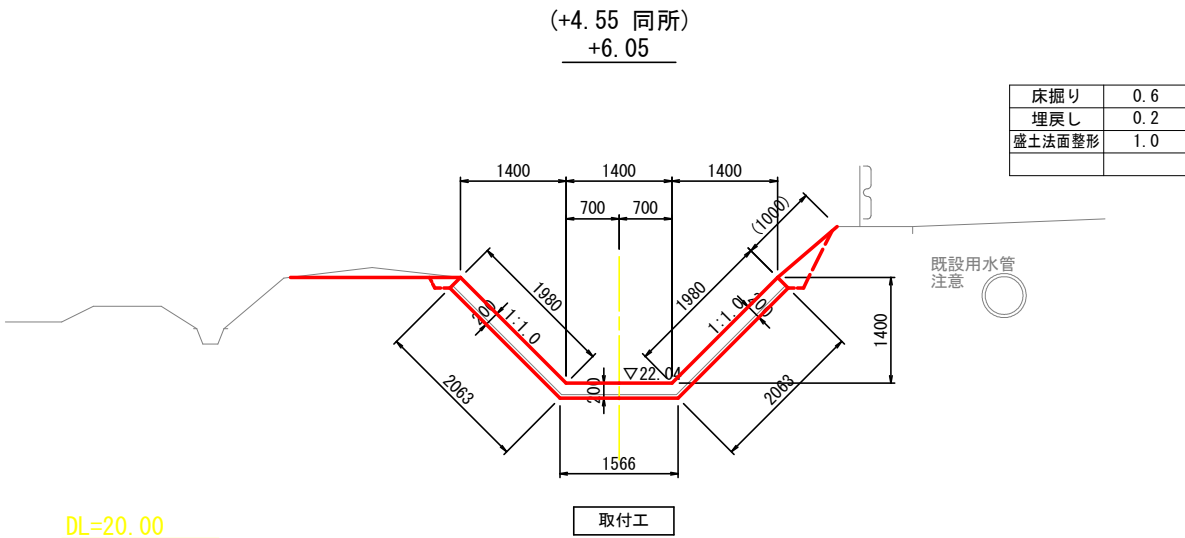 (+4.55 同所)
+6.05
床掘り 0.6
埋戻し 0.2
盛土法面整形 1.0
1400 1400 1400
700 700
(1000)
既設用水管
注意
1980 1980
200 1:1.0 1:1.0 200
1400
▽22.04
200
2063 2063
1566
取付工
DL=20.00